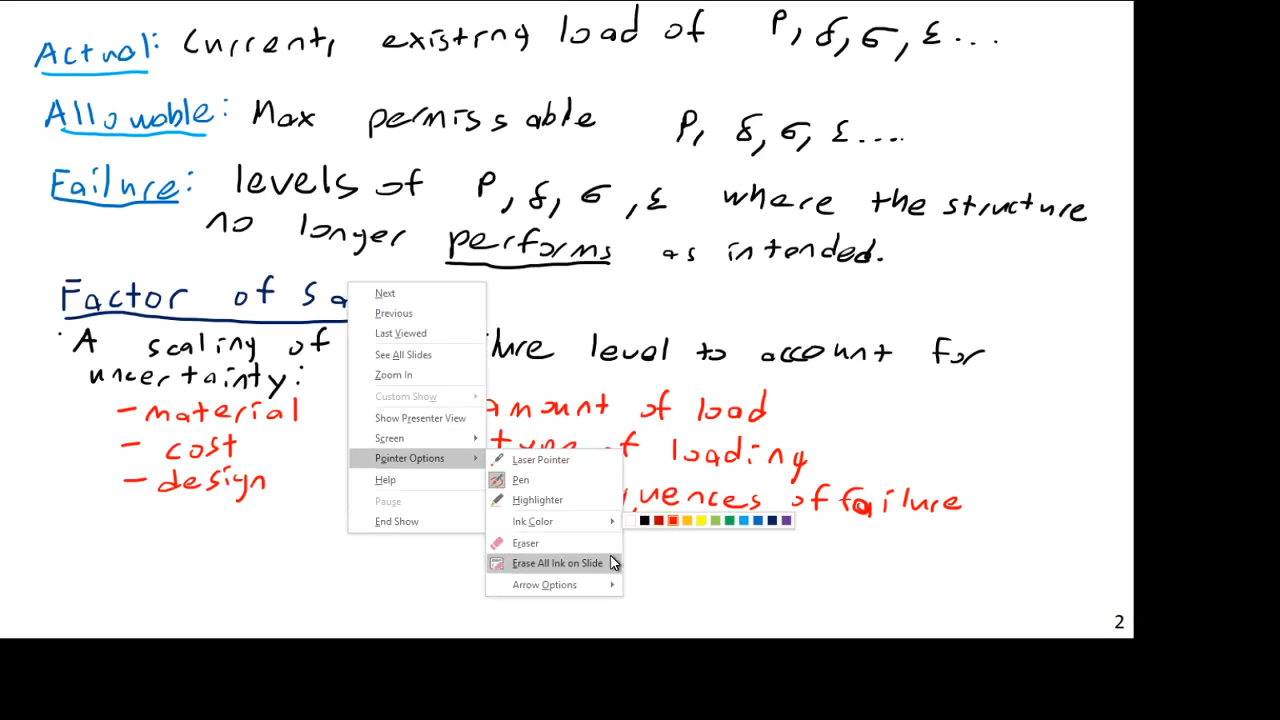 Actual: Current, existing load of P, δ, σ, ε...
Allowable: Max permissable P, δ, σ, ε....
Failure: levels of P, δ, σ, ε where the structure
no longer performs as intended.
Factor of Sa
· A scaling of lure level to account for
uncertainty:
- material amount of load
- cost of loading
- design quences of failure
Next
Previous
Last Viewed
See All Slides
Zoom In
Custom Show
Show Presenter View
Screen
Pointer Options
Help
Pause
End Show
Laser Pointer
Pen
Highlighter
Ink Color
Eraser
Erase All Ink on Slide
Arrow Options
2